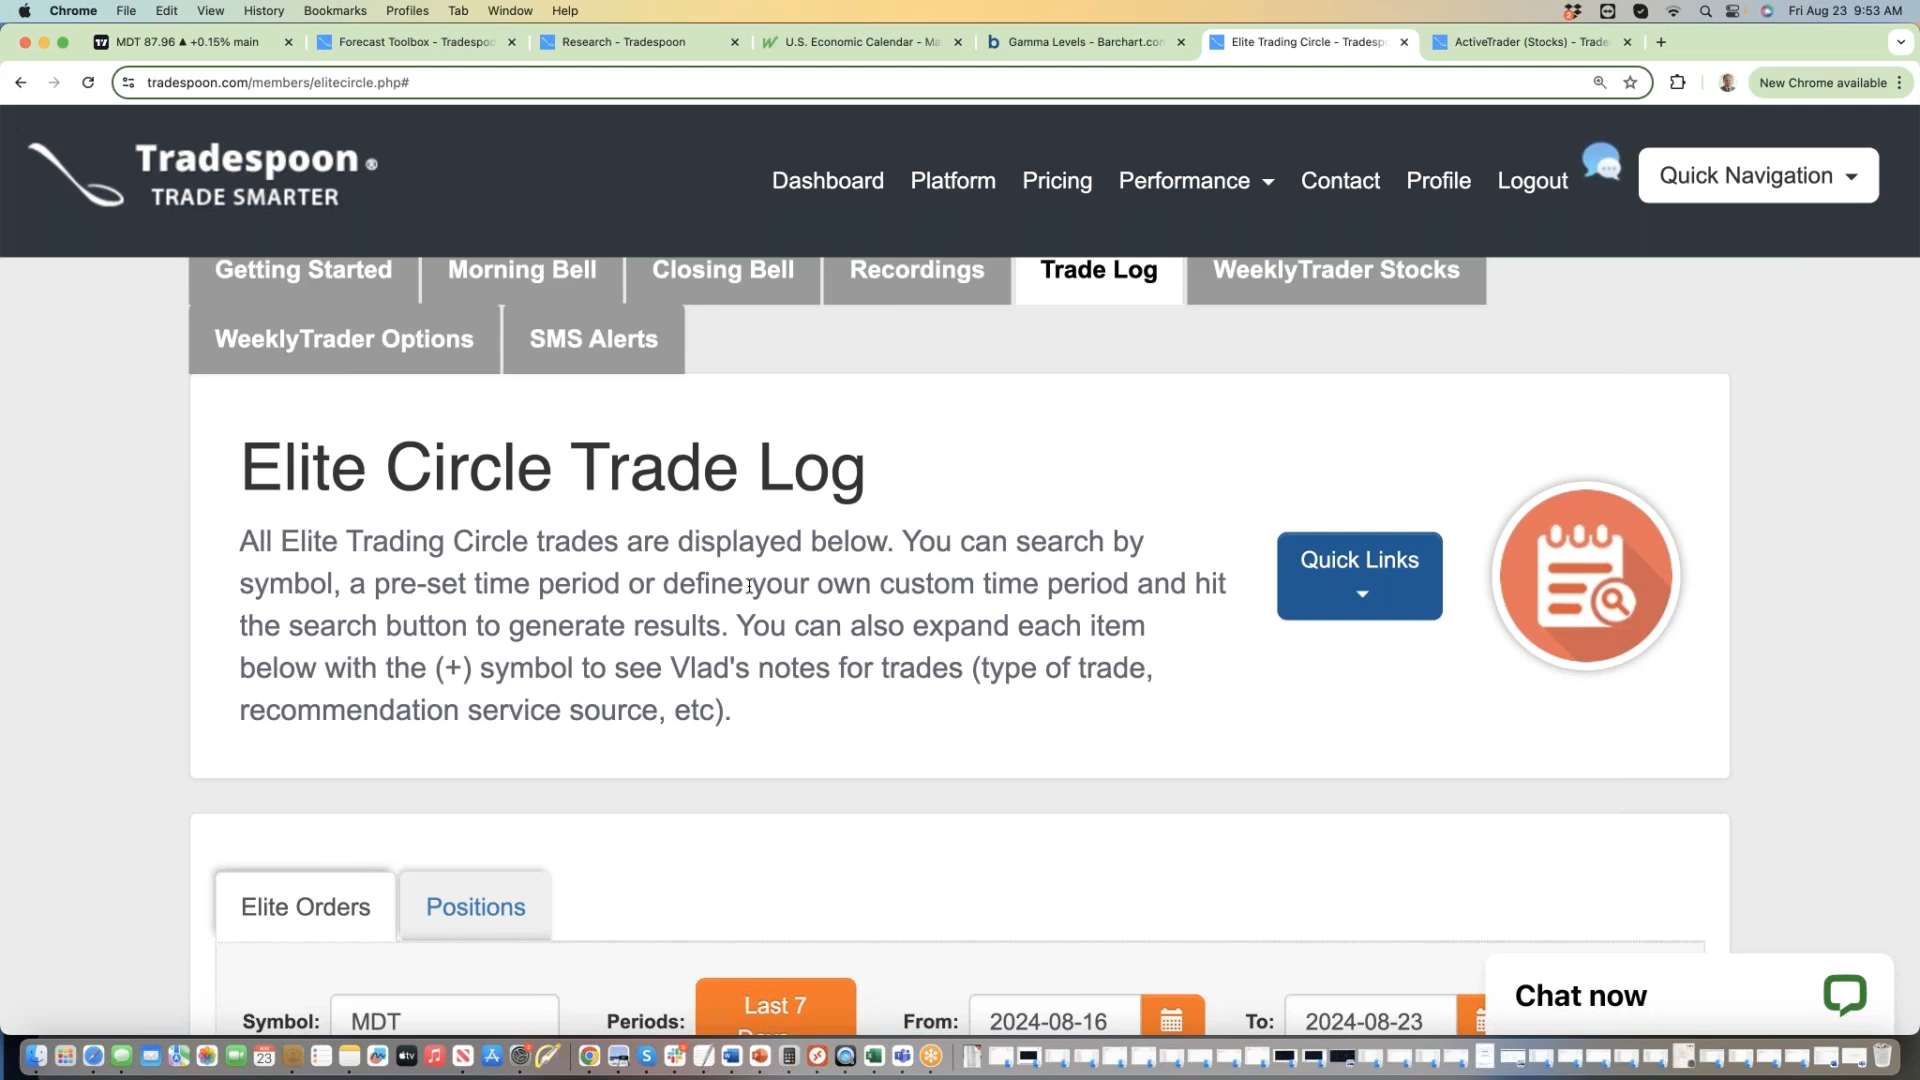 Chrome File Edit View History Bookmarks Profiles Tab Window Help Fri Aug 23 9:53 AM
MDT 87.96 ▲ +0.15% main Forecast Toolbox - Tradespoo Research - Tradespoon U.S. Economic Calendar - Ma Gamma Levels - Barchart.com Elite Trading Circle - Tradesp ActiveTrader (Stocks) - Trade
tradespoon.com/members/elitecircle.php# New Chrome available
Tradespoon®
TRADE SMARTER
Dashboard Platform Pricing Performance Contact Profile Logout Quick Navigation
Getting Started Morning Bell Closing Bell Recordings Trade Log WeeklyTrader Stocks
WeeklyTrader Options SMS Alerts
Elite Circle Trade Log
All Elite Trading Circle trades are displayed below. You can search by
symbol, a pre-set time period or define your own custom time period and hit
the search button to generate results. You can also expand each item
below with the (+) symbol to see Vlad's notes for trades (type of trade,
recommendation service source, etc).
Quick Links
Elite Orders Positions
Symbol: MDT Periods: Last 7 From: 2024-08-16 To: 2024-08-23
Chat now